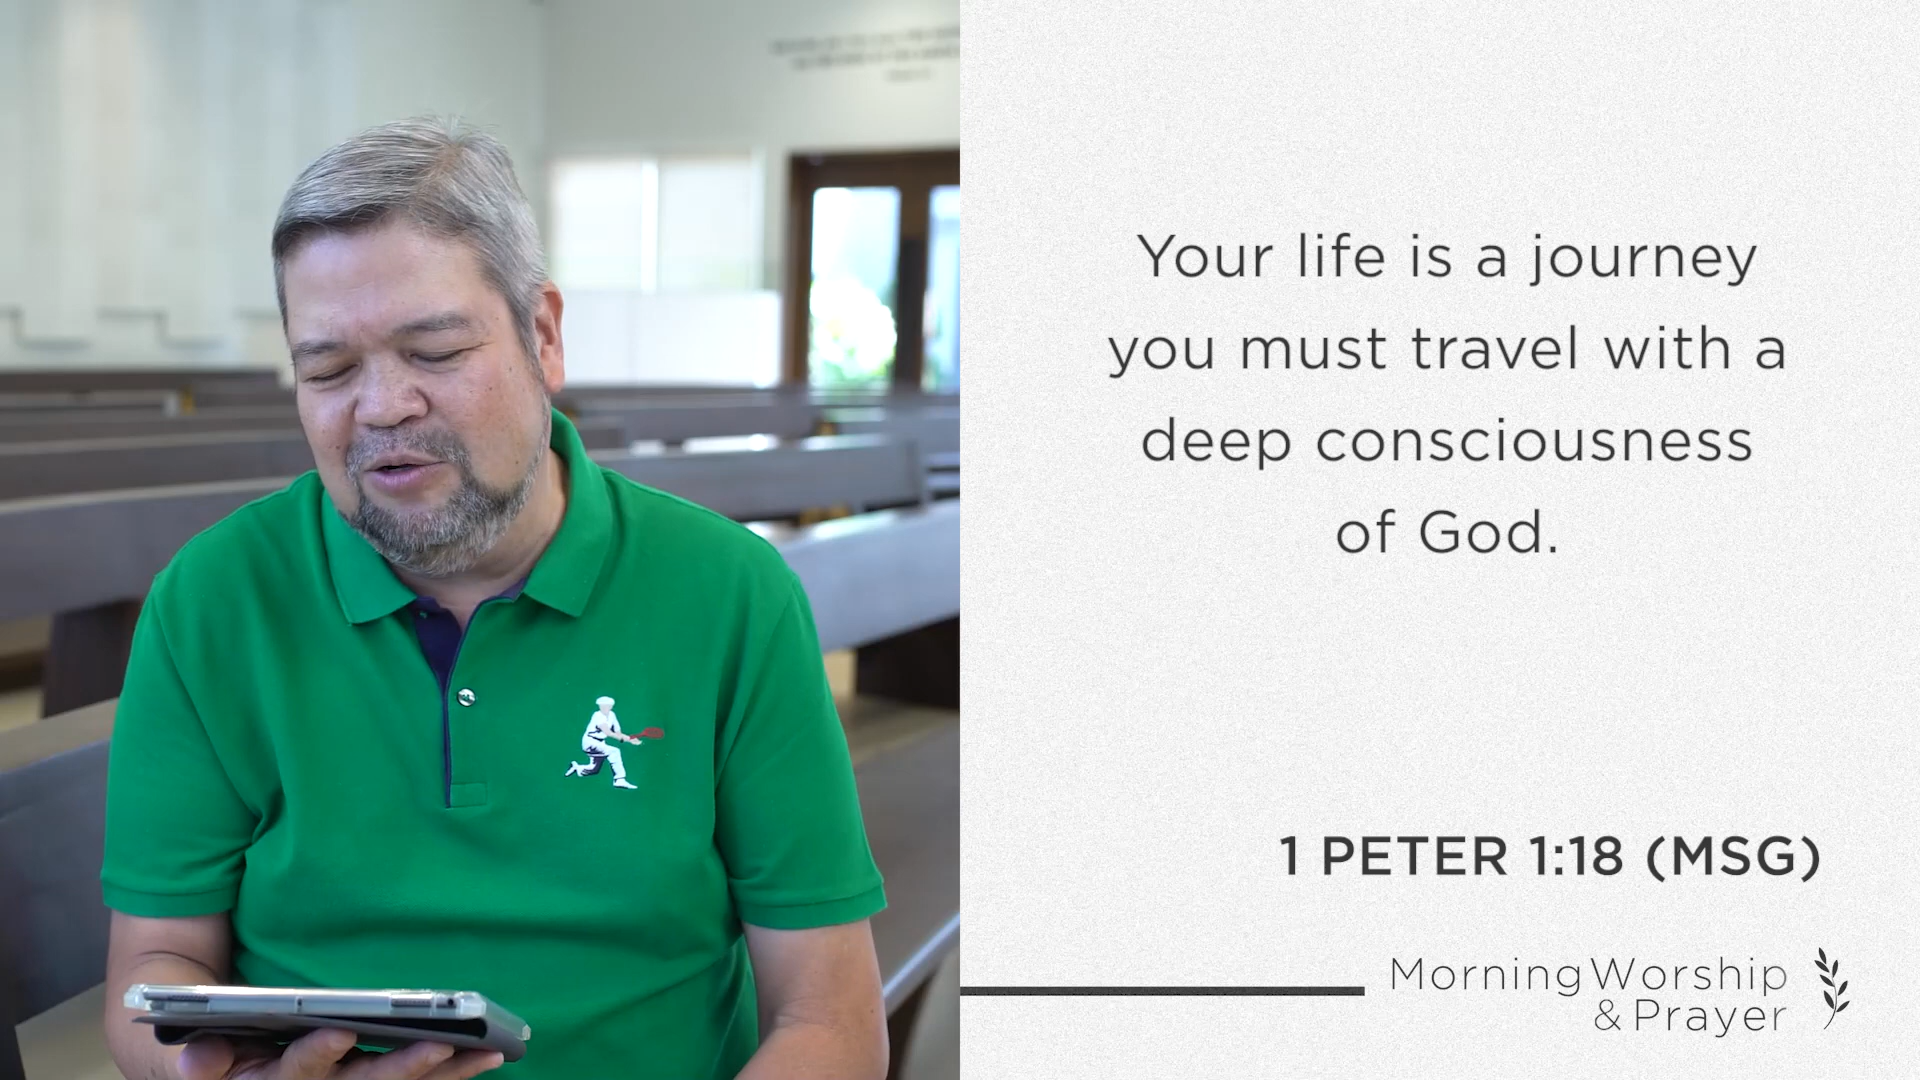 Your life is a journey
you must travel with a
deep consciousness
of God.
1 PETER 1:18 (MSG)
Morning Worship
& Prayer